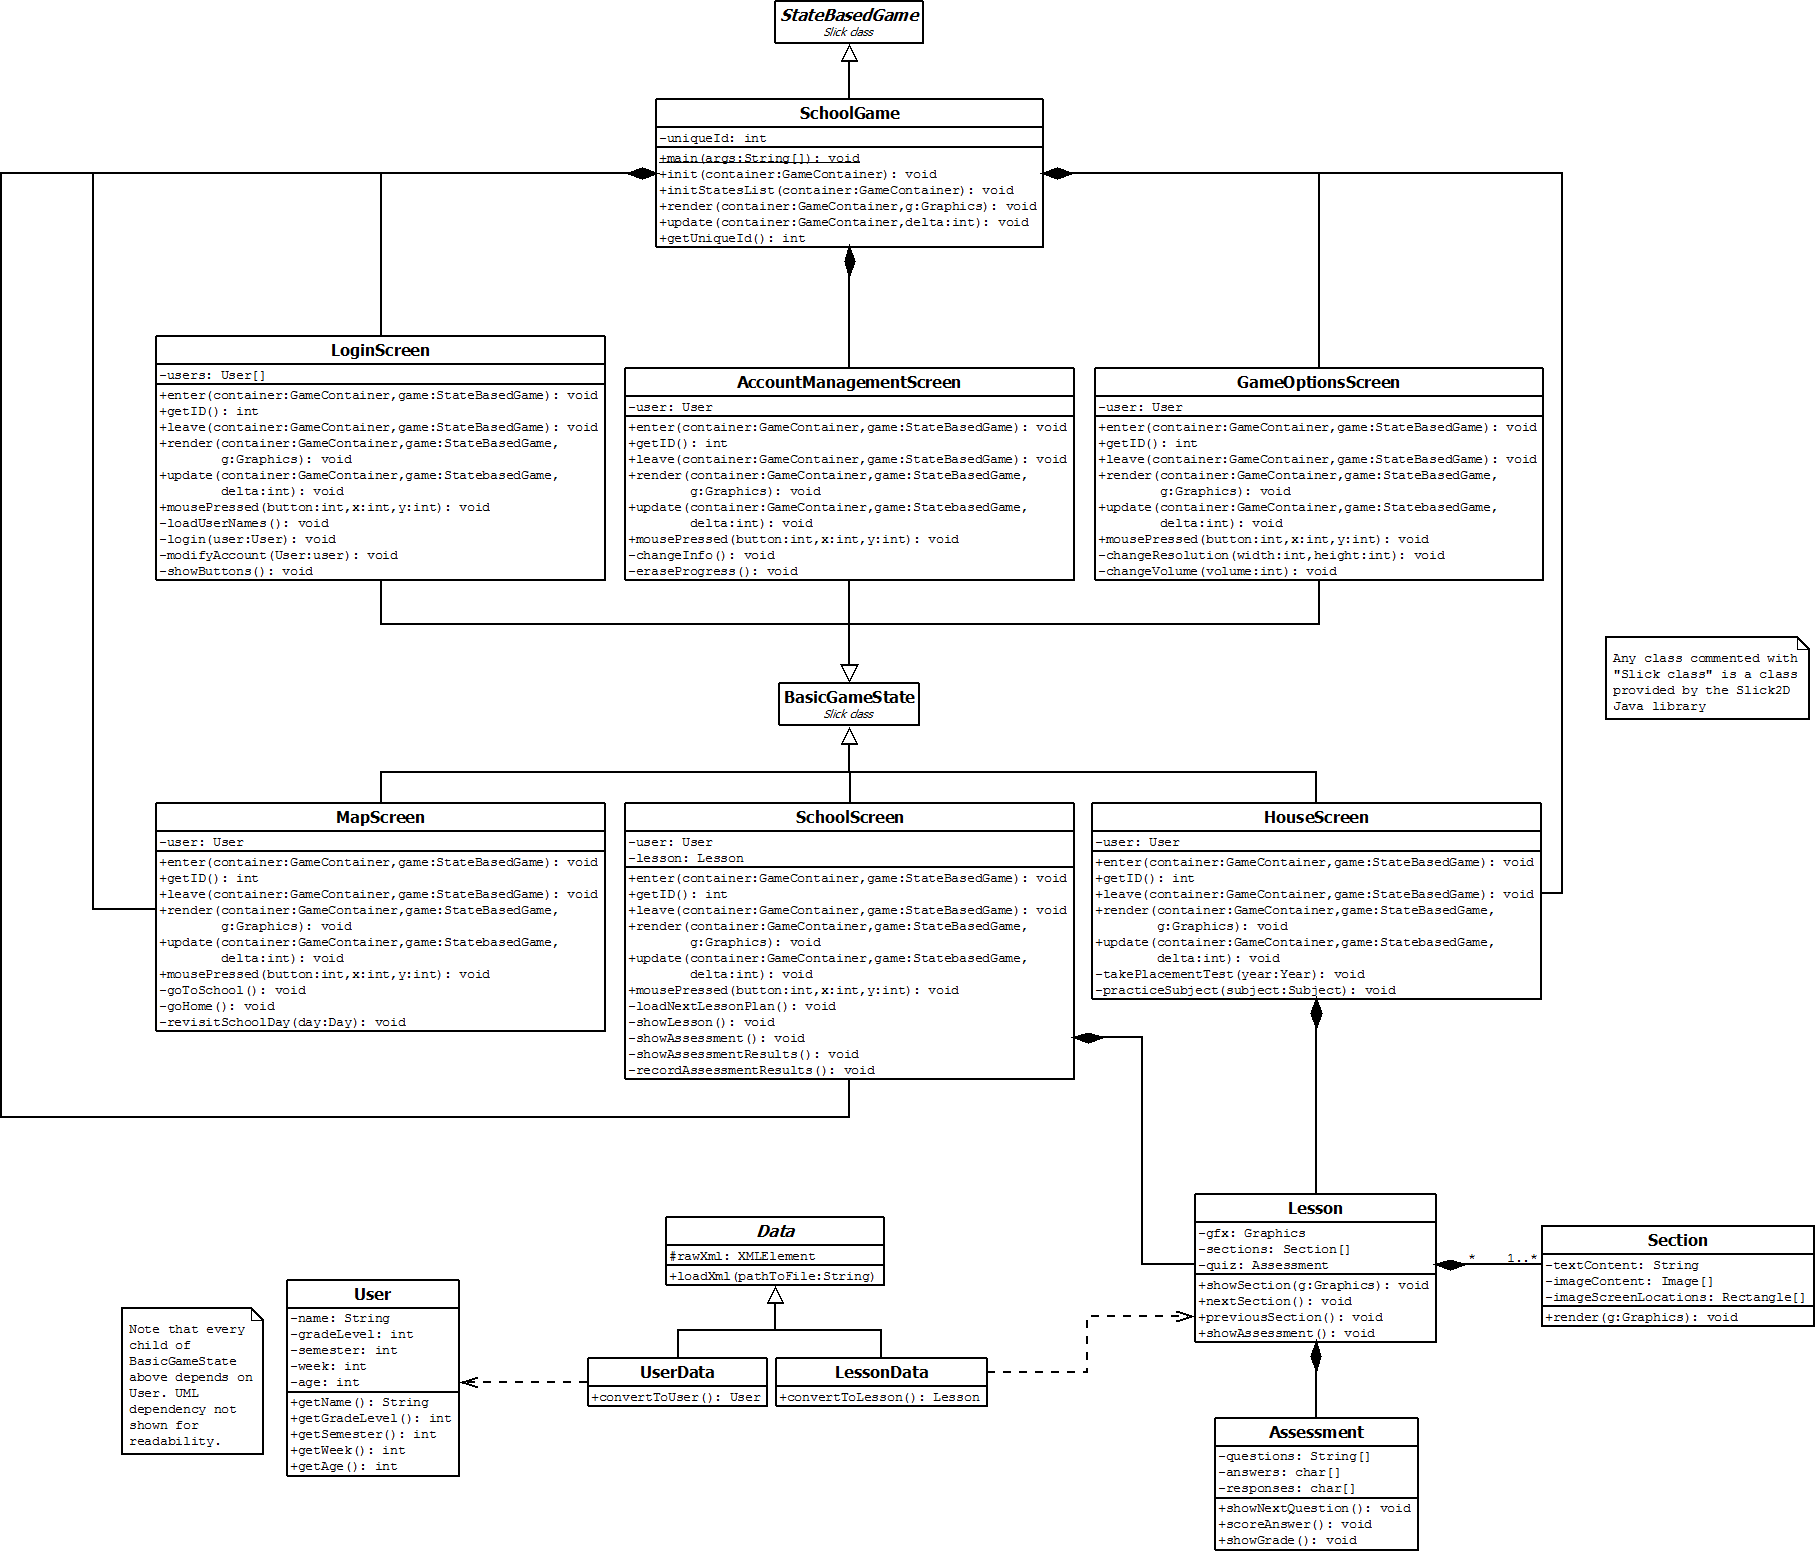 StateBasedGame
Slick class
SchoolGame
-uniqueId: int
+main(args:String[]): void
+init(container:GameContainer): void
+initStatesList(container:GameContainer): void
+render(container:GameContainer,g:Graphics): void
+update(container:GameContainer,delta:int): void
+getUniqueId(): int
LoginScreen
-users: User[]
+enter(container:GameContainer,game:StateBasedGame): void
+getID(): int
+leave(container:GameContainer,game:StateBasedGame): void
+render(container:GameContainer,game:StateBasedGame,
g:Graphics): void
+update(container:GameContainer,game:Statebasedgame,
delta:int): void
+mousePressed(button:int,x:int,y:int): void
-loadUserNames(): void
-login(user:User): void
-modifyAccount(User:user): void
-showButtons(): void
AccountManagementScreen
-user: User
+enter(container:GameContainer,game:StateBasedGame): void
+getID(): int
+leave(container:GameContainer,game:StateBasedGame): void
+render(container:GameContainer,game:StateBasedGame,
g:Graphics): void
+update(container:GameContainer,game:StatebasedGame,
delta:int): void
+mousePressed(button:int,x:int,y:int): void
-changeInfo(): void
-eraseProgress(): void
GameOptionsScreen
-user: User
+enter(container:GameContainer,game:StateBasedGame): void
+getID(): int
+leave(container:GameContainer,game:StateBasedGame): void
+render(container:GameContainer,game:StateBasedGame,
g:Graphics): void
+update(container:GameContainer,game:StatebasedGame,
delta:int): void
+mousePressed(button:int,x:int,y:int): void
-changeResolution(width:int,height:int): void
-changeVolume(volume:int): void
Any class commented with
"Slick class" is a class
provided by the Slick2D
Java library
BasicGameState
Slick class
MapScreen
-user: User
+enter(container:GameContainer,game:StateBasedGame): void
+getID(): int
+leave(container:GameContainer,game:StateBasedGame): void
+render(container:GameContainer,game:StateBasedGame,
g:Graphics): void
+update(container:GameContainer,game:StatebasedGame,
delta:int): void
+mousePressed(button:int,x:int,y:int): void
-goToSchool(): void
-goHome(): void
-revisitSchoolDay(day:Day): void
SchoolScreen
-user: User
-lesson: Lesson
+enter(container:GameContainer,game:StateBasedGame): void
+getID(): int
+leave(container:GameContainer,game:StateBasedGame): void
+render(container:GameContainer,game:StateBasedGame,
g:Graphics): void
+update(container:GameContainer,game:StatebasedGame,
delta:int): void
+mousePressed(button:int,x:int,y:int): void
-loadNextLessonPlan(): void
-showLesson(): void
-showAssessment(): void
-showAssessmentResults(): void
-recordAssessmentResults(): void
HouseScreen
-user: User
+enter(container:GameContainer,game:StateBasedGame): void
+getID(): int
+leave(container:GameContainer,game:StateBasedGame): void
+render(container:GameContainer,game:StateBasedGame,
g:Graphics): void
+update(container:GameContainer,game:StatebasedGame,
delta:int): void
-takePlacementTest(year:Year): void
-practiceSubject(subject:Subject): void
Lesson
-gfx: Graphics
-sections: Section[]
-quiz: Assessment
+showSection(g:Graphics): void
+nextSection(): void
+previousSection(): void
+showAssessment(): void
* 1..*
Section
-textContent: String
-imageContent: Image[]
-imageScreenLocations: Rectangle[]
+render(g:Graphics): void
Data
#rawXml: XMLElement
+loadXml(pathToFile:String)
User
-name: String
-gradeLevel: int
-semester: int
-week: int
-age: int
+getName(): String
+getGradeLevel(): int
+getSemester(): int
+getWeek(): int
+getAge(): int
Note that every
child of
BasicGameState
above depends on
User. UML
dependency not
shown for
readability.
UserData
+convertToUser(): User
LessonData
+convertToLesson(): Lesson
Assessment
-questions: String[]
-answers: char[]
-responses: char[]
+showNextQuestion(): void
+scoreAnswer(): void
+showGrade(): void